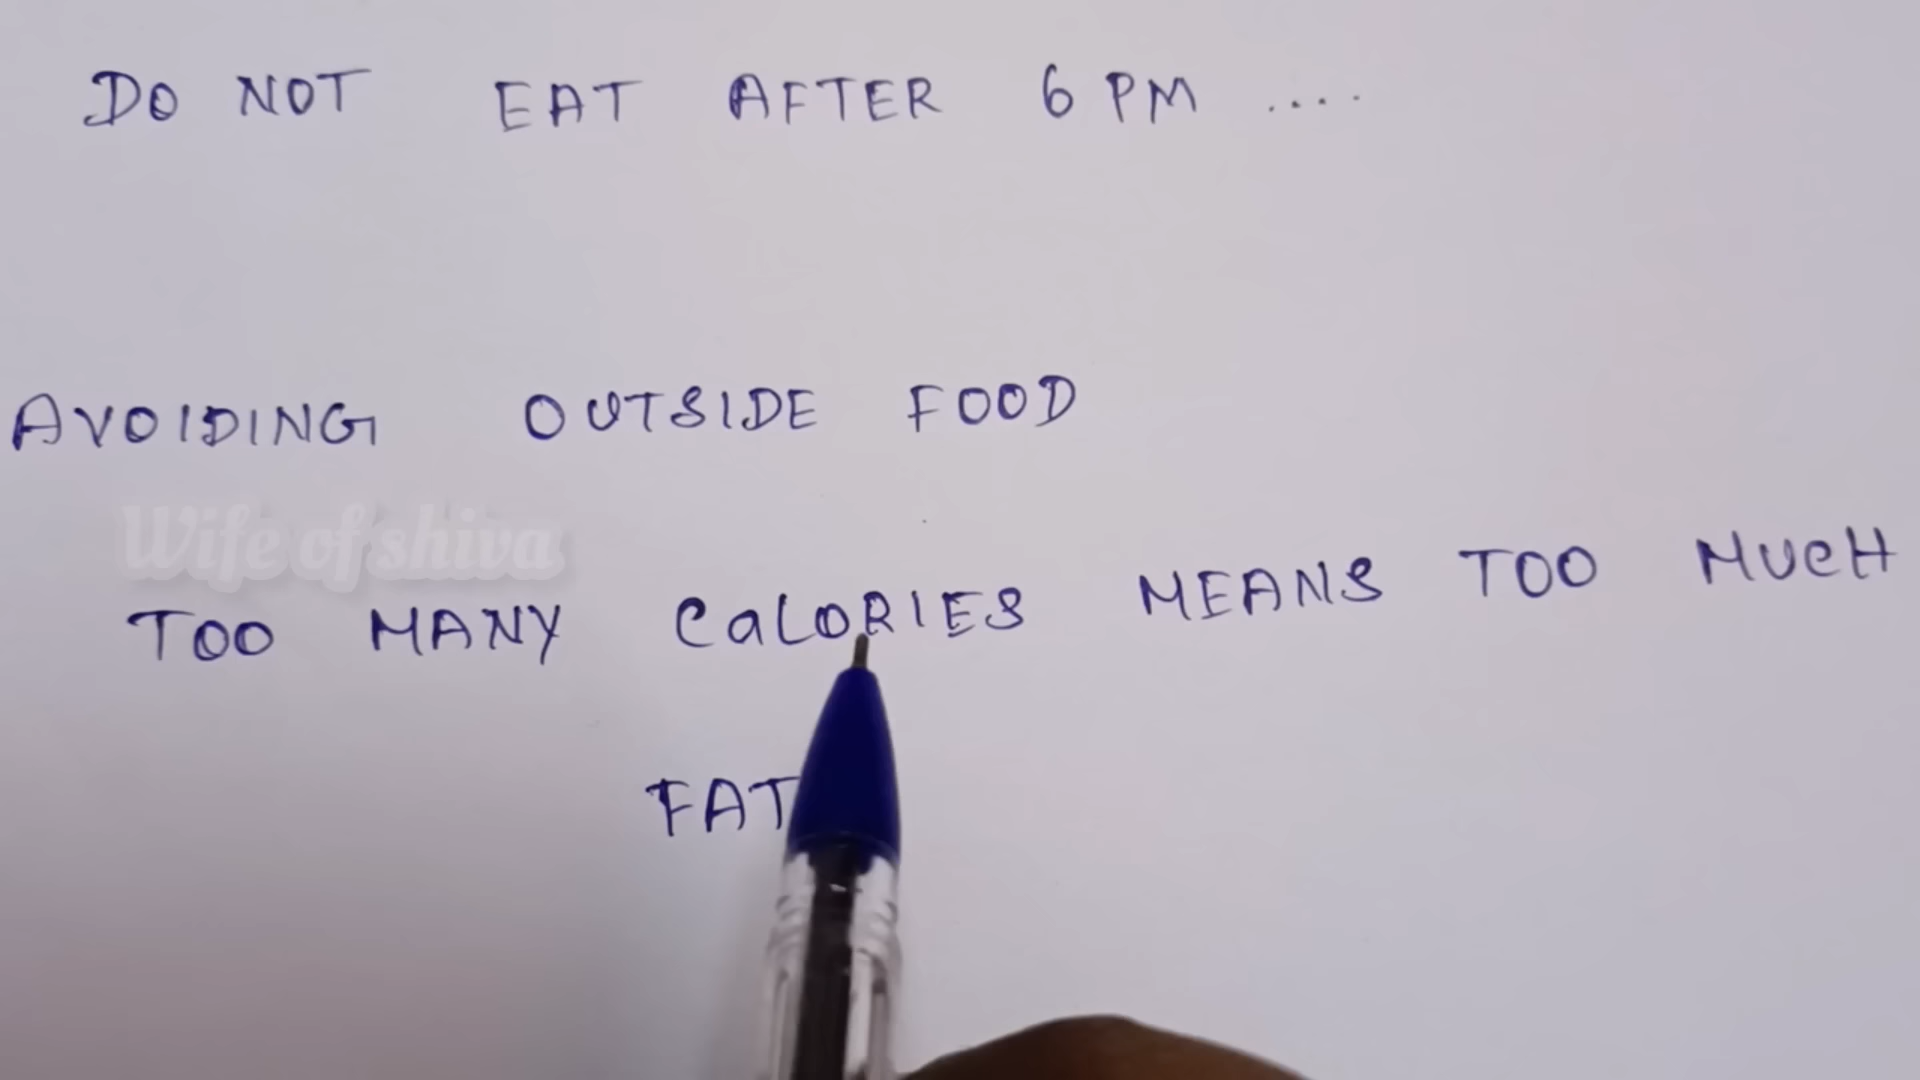 DO NOT EAT AFTER 6 PM ....
AVOIDING OUTSIDE FOOD
Wife of shiva
TOO MANY CaLORIES MEANS TOO MUCH
FAT